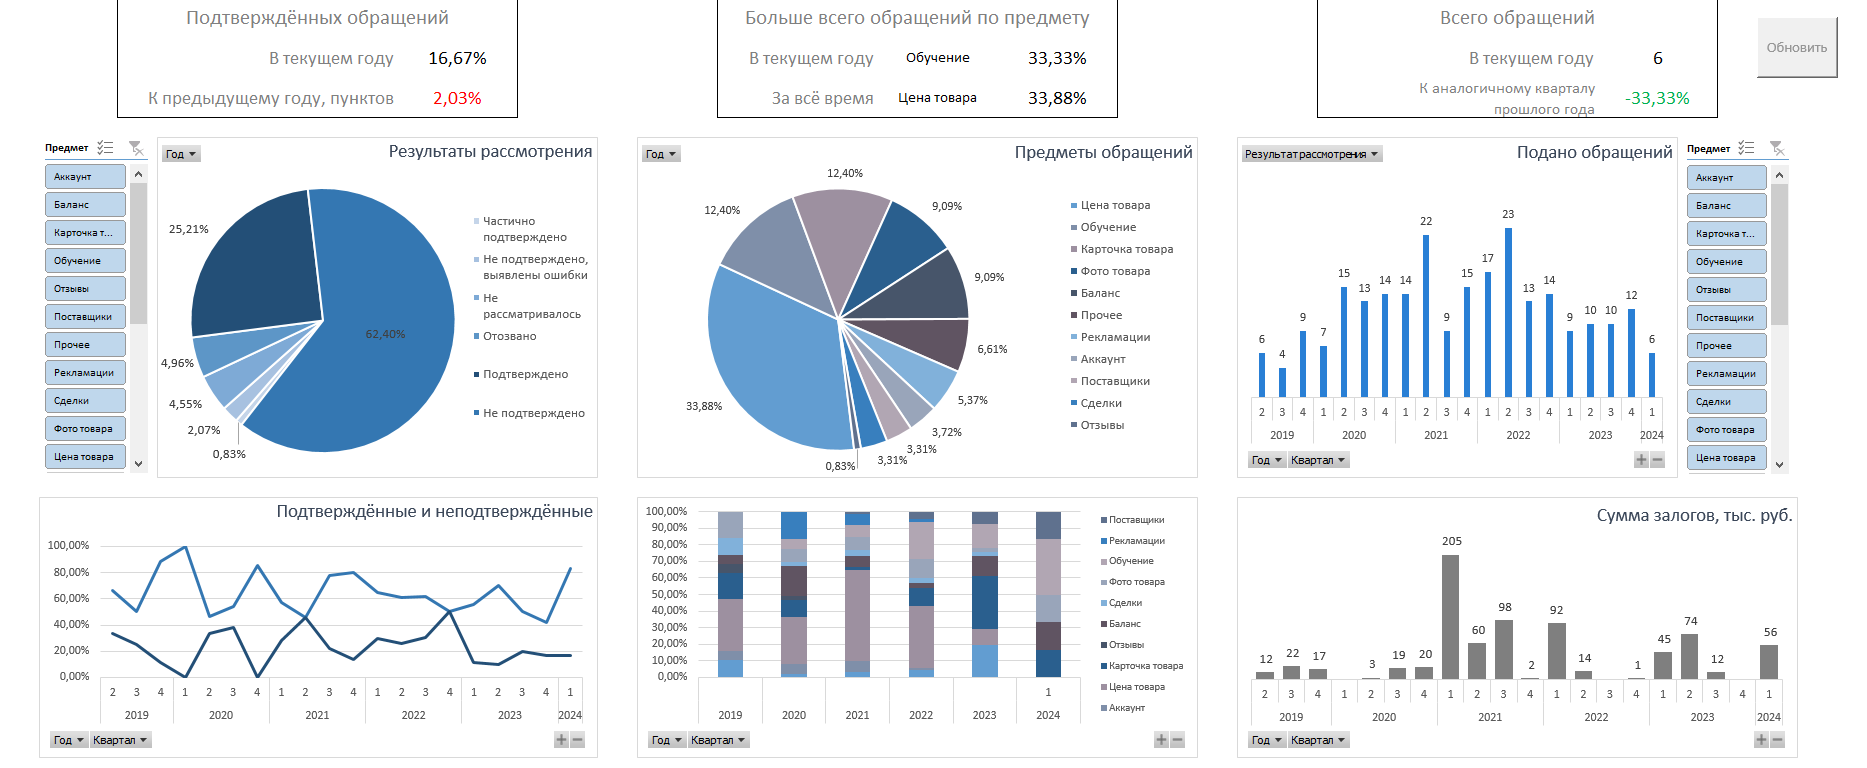 Подтверждённых обращений
В текущем году 16,67%
К предыдущему году, пунктов 2,03%
Больше всего обращений по предмету
В текущем году Обучение 33,33%
За всё время Цена товара 33,88%
Всего обращений
В текущем году 6
К аналогичному кварталу
прошлого года -33,33%
Обновить
Предмет
Аккаунт
Баланс
Карточка т...
Обучение
Отзывы
Поставщики
Прочее
Рекламации
Сделки
Фото товара
Цена товара
Год
Результаты рассмотрения
25,21%
62,40%
4,96%
4,55%
2,07%
0,83%
Частично
подтверждено
Не подтверждено,
выявлены ошибки
Не
рассматривалось
Отозвано
Подтверждено
Не подтверждено
Год
Предметы обращений
12,40%
12,40%
9,09%
9,09%
6,61%
5,37%
3,72%
3,31%
3,31%
0,83%
33,88%
Цена товара
Обучение
Карточка товара
Фото товара
Баланс
Прочее
Рекламации
Аккаунт
Поставщики
Сделки
Отзывы
Результат рассмотрения
Подано обращений
6 4 9 7 15 13 14 14 22 9 15 17 23 13 14 9 10 10 12 6
2 3 4 1 2 3 4 1 2 3 4 1 2 3 4 1 2 3 4 1
2019 2020 2021 2022 2023 2024
Год Квартал
Предмет
Аккаунт
Баланс
Карточка т...
Обучение
Отзывы
Поставщики
Прочее
Рекламации
Сделки
Фото товара
Цена товара
Подтверждённые и неподтверждённые
100,00%
80,00%
60,00%
40,00%
20,00%
0,00%
2 3 4 1 2 3 4 1 2 3 4 1 2 3 4 1 2 3 4 1
2019 2020 2021 2022 2023 2024
Год Квартал
100,00%
90,00%
80,00%
70,00%
60,00%
50,00%
40,00%
30,00%
20,00%
10,00%
0,00%
1
2019 2020 2021 2022 2023 2024
Поставщики
Рекламации
Обучение
Фото товара
Сделки
Баланс
Отзывы
Карточка товара
Цена товара
Аккаунт
Год Квартал
Сумма залогов, тыс. руб.
12 22 17 3 19 20 205 60 98 2 92 14 1 45 74 12 56
2 3 4 1 2 3 4 1 2 3 4 1 2 3 4 1 2 3 4 1
2019 2020 2021 2022 2023 2024
Год Квартал